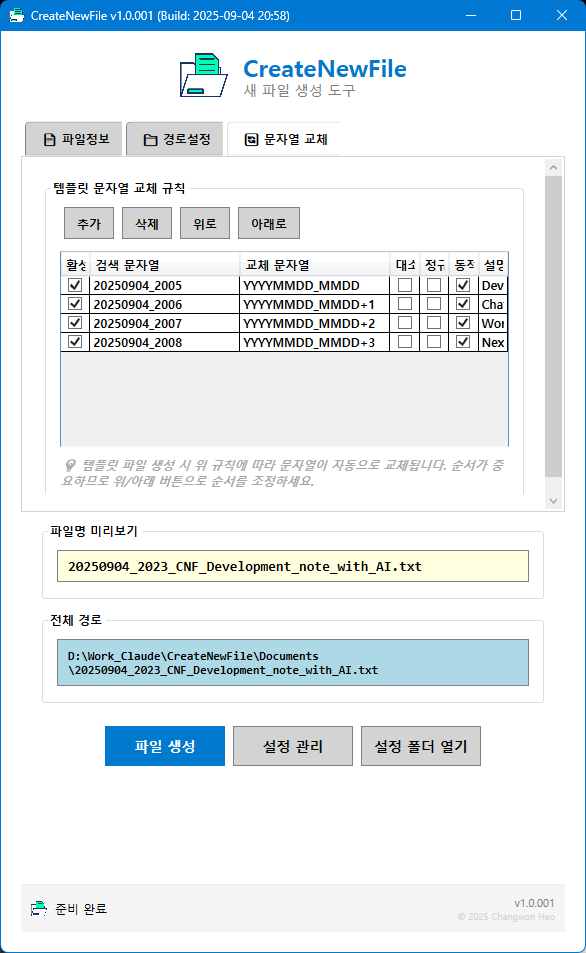 CreateNewFile v1.0.001 (Build: 2025-09-04 20:58)
CreateNewFile
새 파일 생성 도구
파일정보 경로설정 문자열 교체
템플릿 문자열 교체 규칙
추가 삭제 위로 아래로
활성 검색 문자열 교체 문자열 대소 정규 동적 설명
20250904_2005 YYYYMMDD_MMDD Dev
20250904_2006 YYYYMMDD_MMDD+1 Cha
20250904_2007 YYYYMMDD_MMDD+2 Wor
20250904_2008 YYYYMMDD_MMDD+3 Nex
템플릿 파일 생성 시 위 규칙에 따라 문자열이 자동으로 교체됩니다. 순서가 중
요하므로 위/아래 버튼으로 순서를 조정하세요.
파일명 미리보기
20250904_2023_CNF_Development_note_with_AI.txt
전체 경로
D:\Work_Claude\CreateNewFile\Documents
\20250904_2023_CNF_Development_note_with_AI.txt
파일 생성 설정 관리 설정 폴더 열기
준비 완료
v1.0.001
© 2025 Changwon Heo